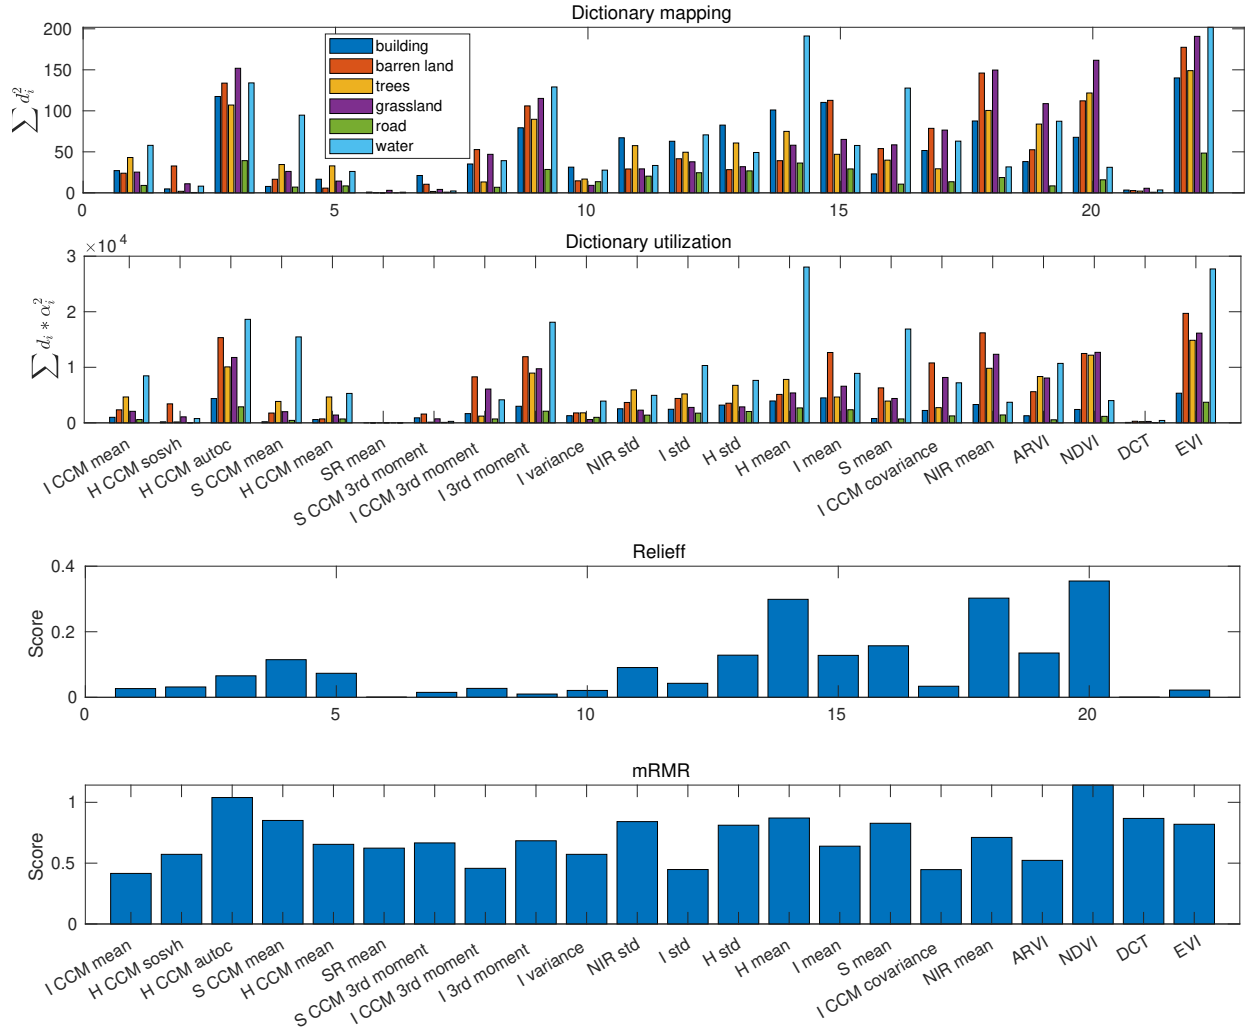 Dictionary mapping
∑ d_i^2
200
150
100
50
0
building
barren land
trees
grassland
road
water
0 5 10 15 20
Dictionary utilization
×10^4
∑ d_i * α_i^2
3
2
1
0
I CCM mean
H CCM sosvh
H CCM autoc
S CCM mean
H CCM mean
SR mean
S CCM 3rd moment
I CCM 3rd moment
I 3rd moment
I variance
NIR std
I std
H std
H mean
I mean
S mean
I CCM covariance
NIR mean
ARVI
NDVI
DCT
EVI
Relieff
Score
0.4
0.2
0
0 5 10 15 20
mRMR
Score
1
0.5
0
I CCM mean
H CCM sosvh
H CCM autoc
S CCM mean
H CCM mean
SR mean
S CCM 3rd moment
I CCM 3rd moment
I 3rd moment
I variance
NIR std
I std
H std
H mean
I mean
S mean
I CCM covariance
NIR mean
ARVI
NDVI
DCT
EVI